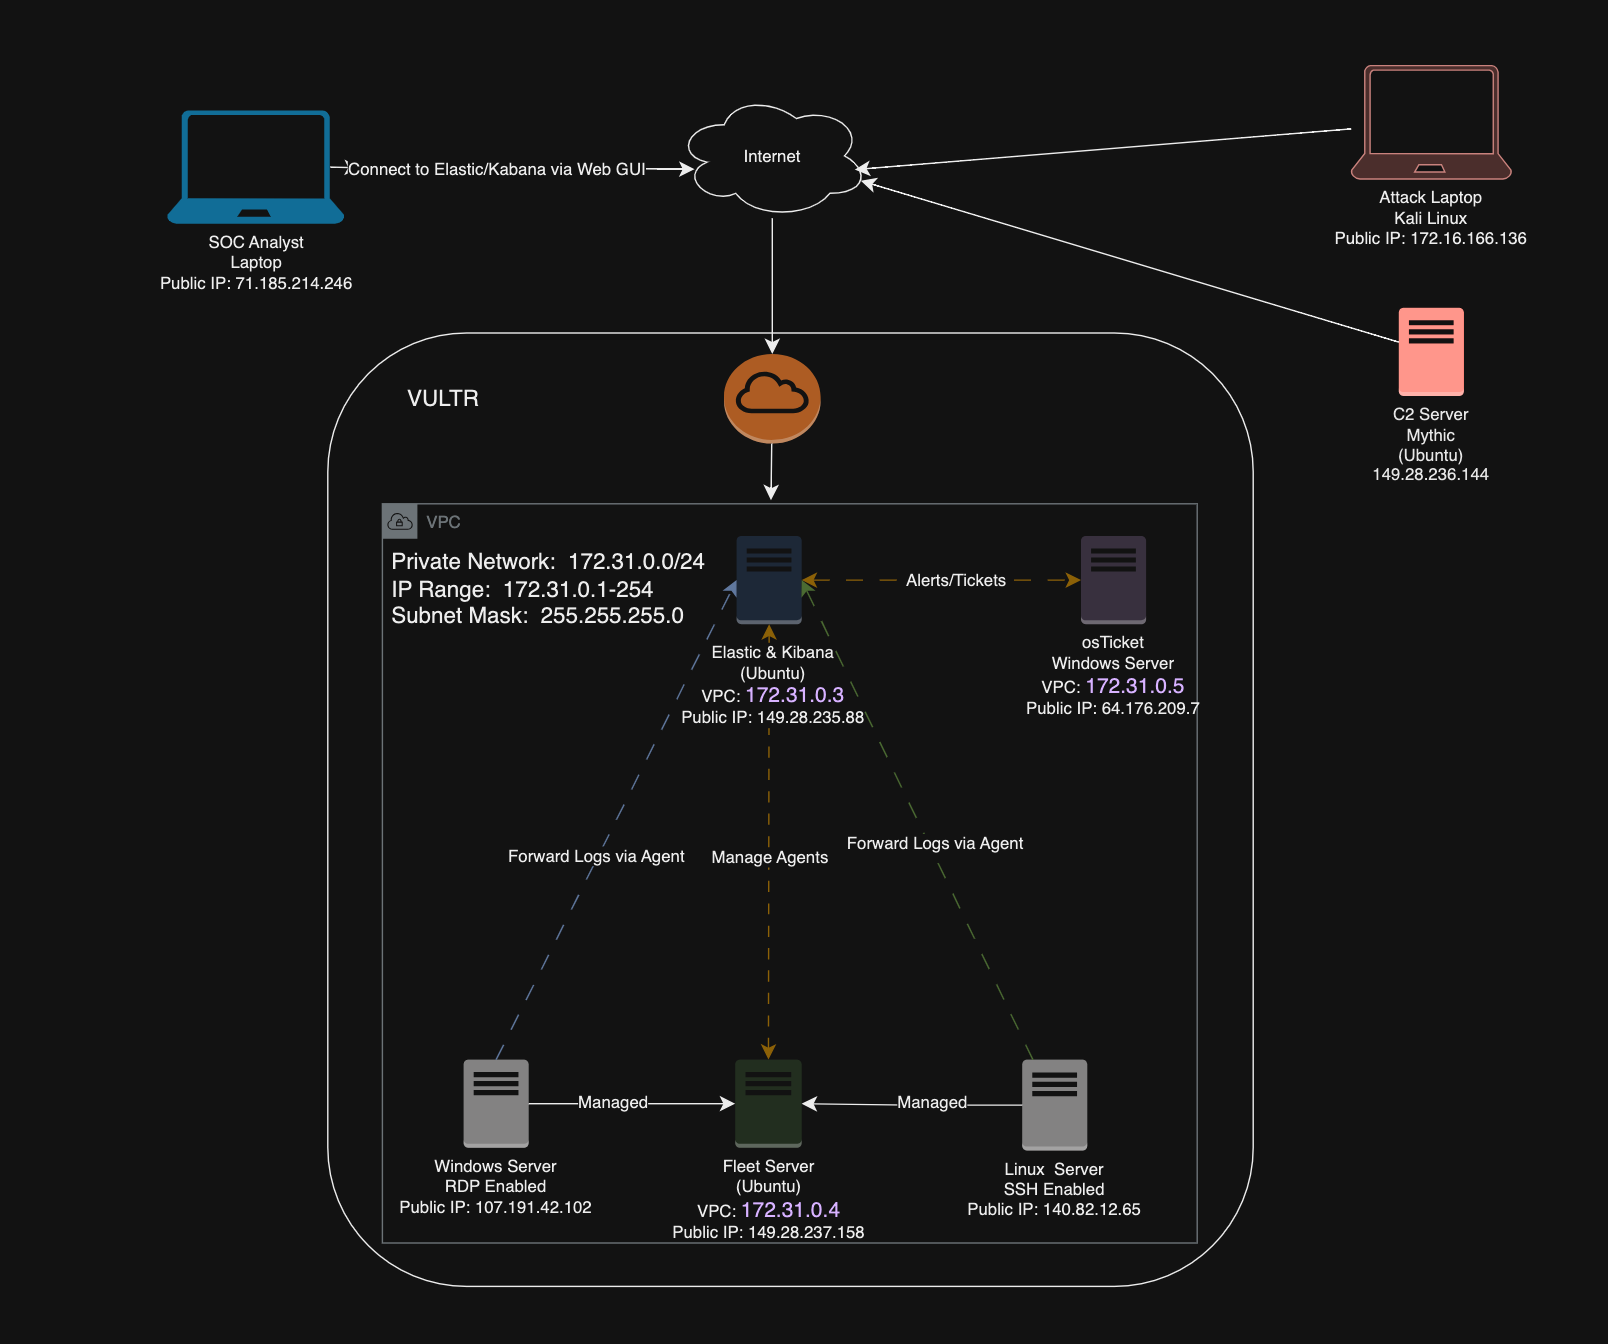 Connect to Elastic/Kabana via Web GUI
Internet
SOC Analyst
Laptop
Public IP: 71.185.214.246
Attack Laptop
Kali Linux
Public IP: 172.16.166.136
C2 Server
Mythic
(Ubuntu)
149.28.236.144
VULTR
VPC
Private Network:  172.31.0.0/24
IP Range:  172.31.0.1-254
Subnet Mask:  255.255.255.0
Alerts/Tickets
Elastic & Kibana
(Ubuntu)
VPC: 172.31.0.3
Public IP: 149.28.235.88
osTicket
Windows Server
VPC: 172.31.0.5
Public IP: 64.176.209.7
Forward Logs via Agent
Manage Agents
Forward Logs via Agent
Managed
Managed
Windows Server
RDP Enabled
Public IP: 107.191.42.102
Fleet Server
(Ubuntu)
VPC: 172.31.0.4
Public IP: 149.28.237.158
Linux  Server
SSH Enabled
Public IP: 140.82.12.65